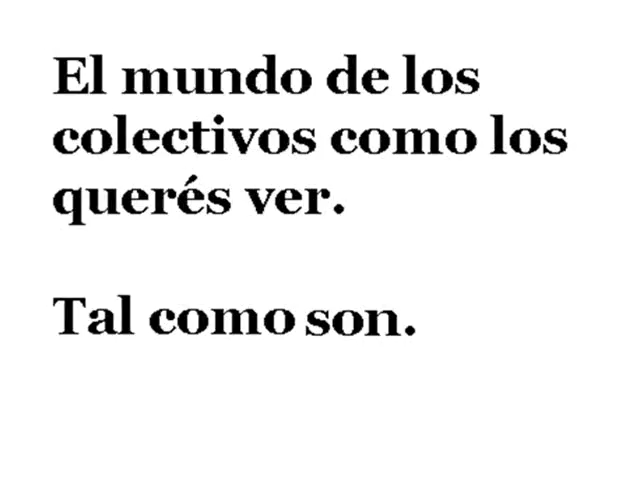 El mundo de los
colectivos como los
querés ver.
Tal como son.